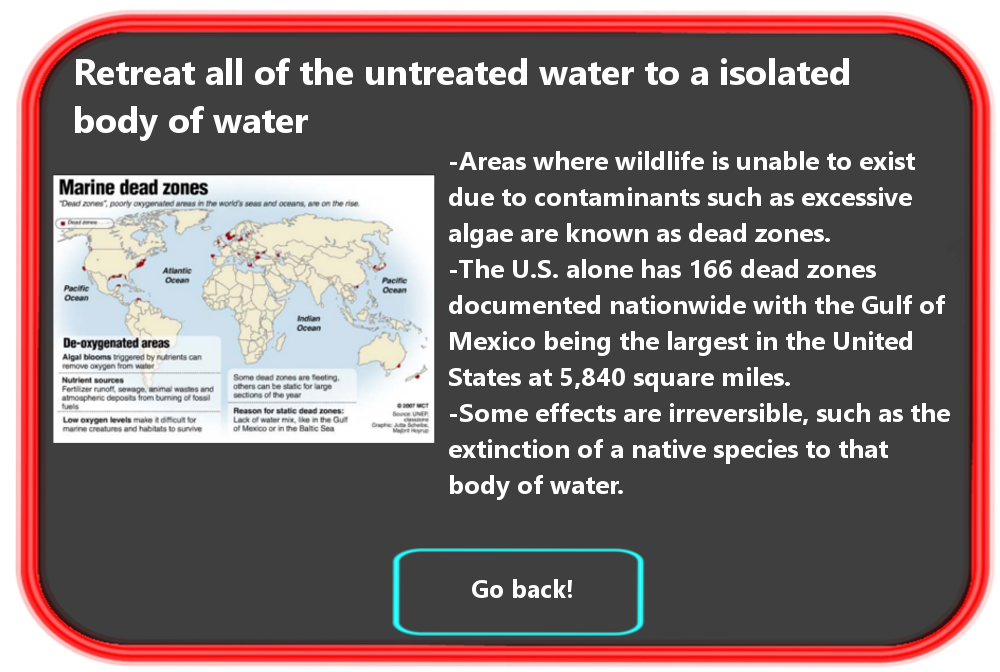 Retreat all of the untreated water to a isolated
body of water
Marine dead zones
"Dead zones", poorly oxygenated areas in the world's seas and oceans, are on the rise.
Dead zones
Atlantic
Ocean
Pacific
Ocean
Pacific
Ocean
Indian
Ocean
De-oxygenated areas
Algal blooms triggered by nutrients can
remove oxygen from water
Nutrient sources
Fertilizer runoff, sewage, animal wastes and
atmospheric deposits from burning of fossil
fuels
Low oxygen levels make it difficult for
marine creatures and habitats to survive
Some dead zones are fleeting,
others can be static for large
sections of the year
Reason for static dead zones:
Lack of water mix, like in the Gulf
of Mexico or in the Baltic Sea
© 2007 MCT
Source: UNEP,
Graphic: Jutta Scheibe,
-Areas where wildlife is unable to exist
due to contaminants such as excessive
algae are known as dead zones.
-The U.S. alone has 166 dead zones
documented nationwide with the Gulf of
Mexico being the largest in the United
States at 5,840 square miles.
-Some effects are irreversible, such as the
extinction of a native species to that
body of water.
Go back!